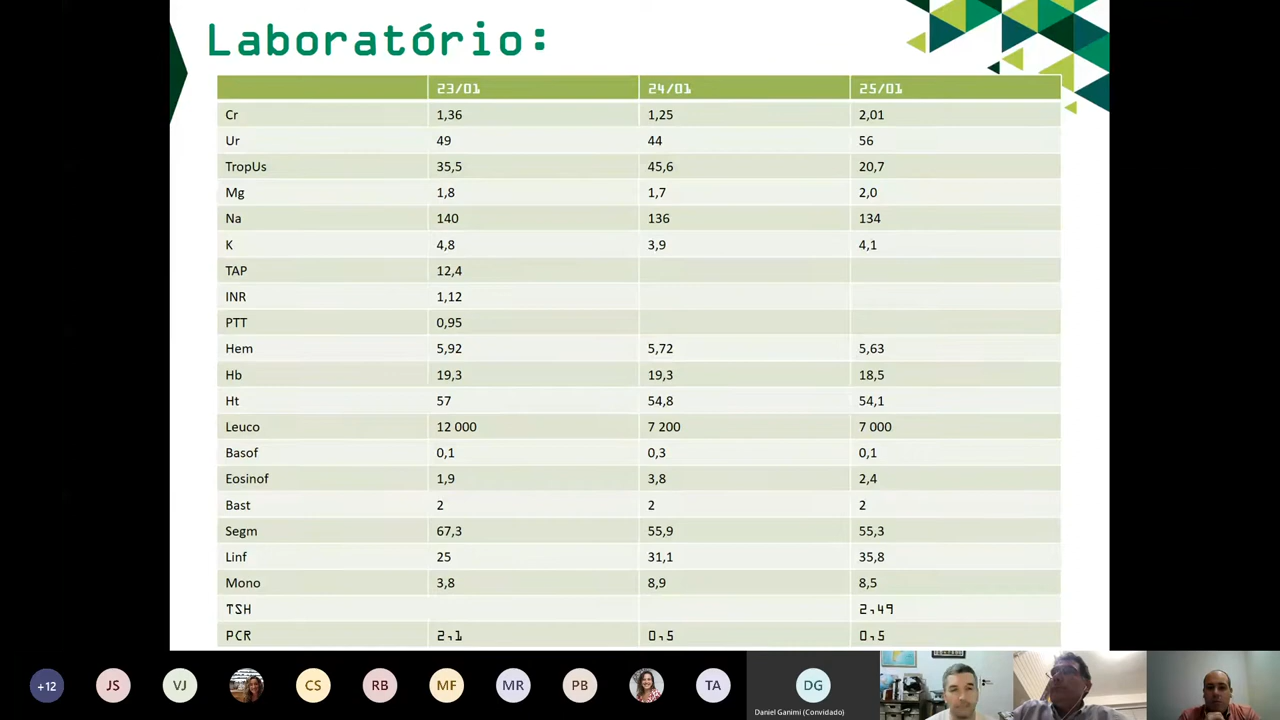 Laboratório:
23/01 24/01 25/01
Cr 1,36 1,25 2,01
Ur 49 44 56
TropUs 35,5 45,6 20,7
Mg 1,8 1,7 2,0
Na 140 136 134
K 4,8 3,9 4,1
TAP 12,4
INR 1,12
PTT 0,95
Hem 5,92 5,72 5,63
Hb 19,3 19,3 18,5
Ht 57 54,8 54,1
Leuco 12 000 7 200 7 000
Basof 0,1 0,3 0,1
Eosinof 1,9 3,8 2,4
Bast 2 2 2
Segm 67,3 55,9 55,3
Linf 25 31,1 35,8
Mono 3,8 8,9 8,5
TSH 2,49
PCR 2,1 0,5 0,5
+12 JS VJ CS RB MF MR PB TA DG
Daniel Ganimi (Convidado)